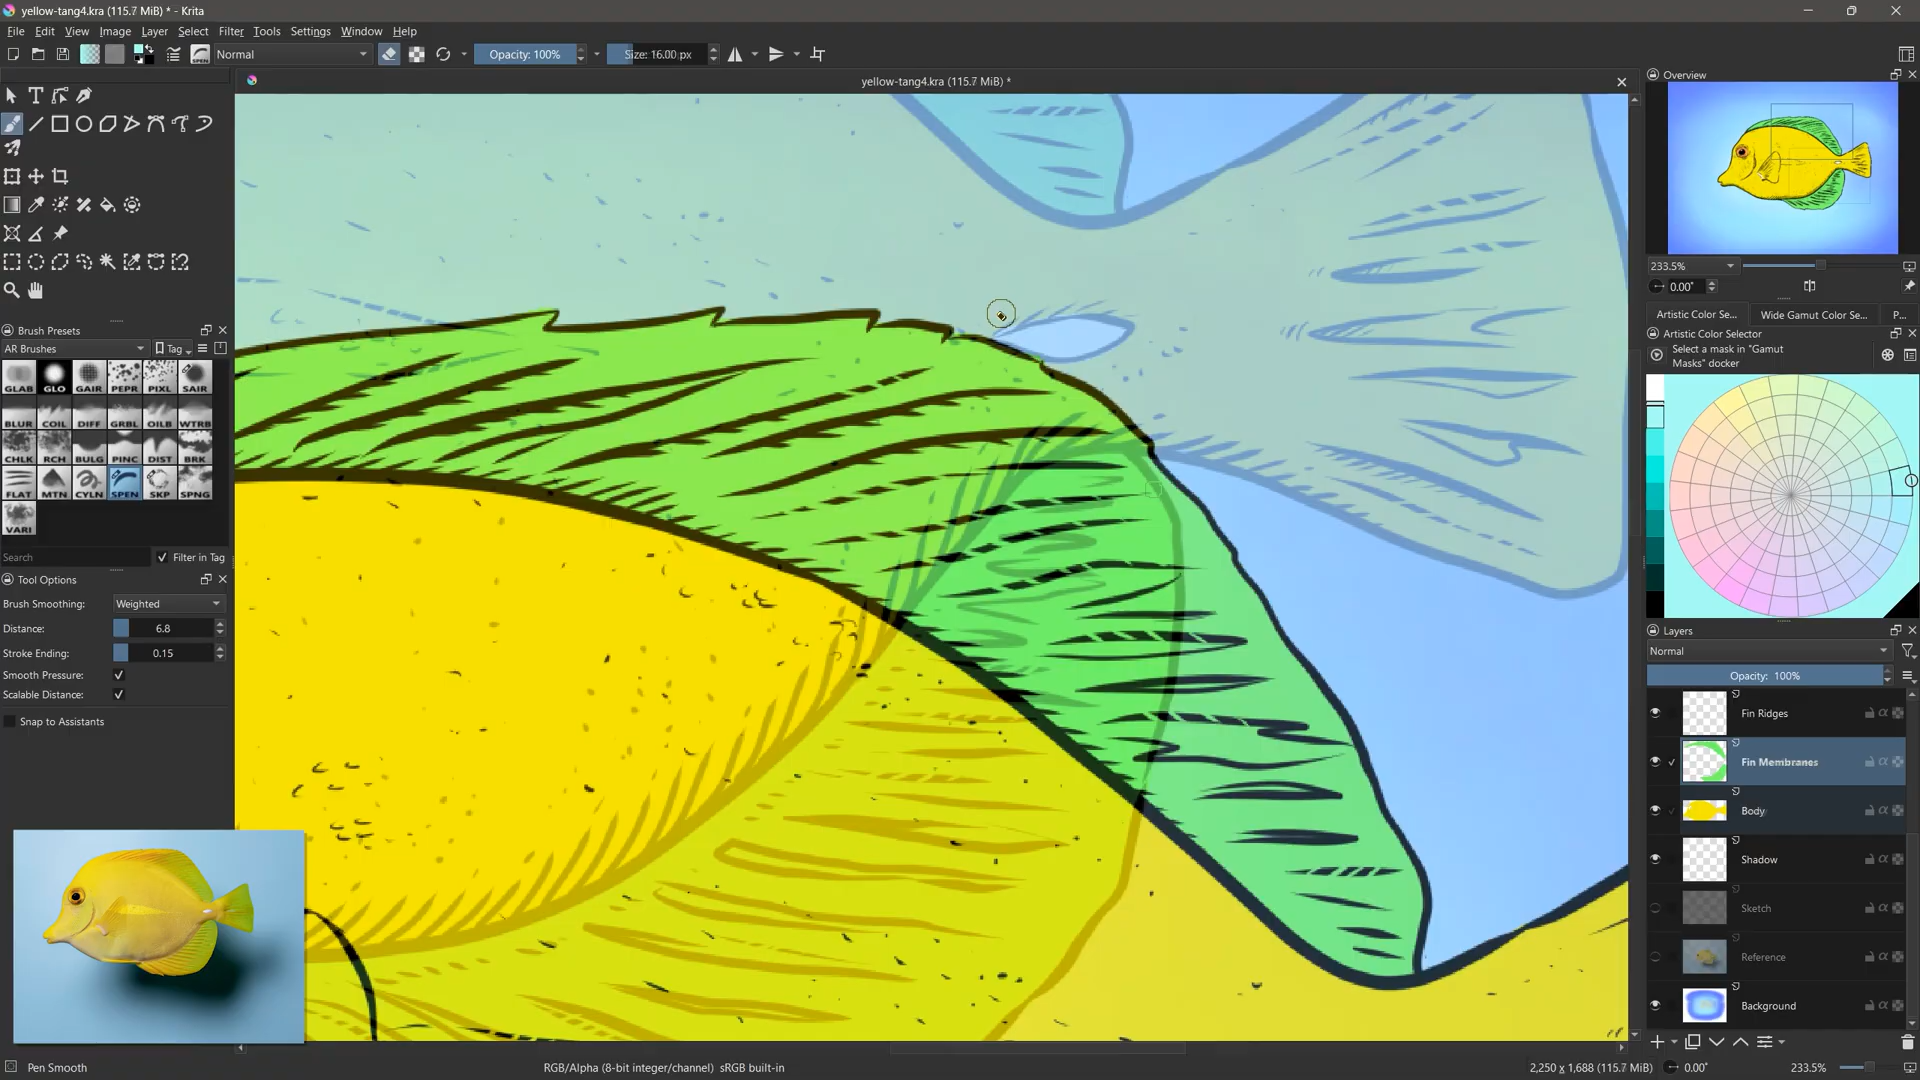 yellow-tang4.kra (115.7 MiB) * - Krita
File Edit View Image Layer Select Filter Tools Settings Window Help
SPEN Normal Opacity: 100% Size: 16.00 px
yellow-tang4.kra (115.7 MiB) *
Overview
233.5%
0.00°
Artistic Color Se... Wide Gamut Color Se... P...
Artistic Color Selector
Select a mask in "Gamut
Masks" docker
Brush Presets
AR Brushes Tag
GLAB GLO GAIR PEPR PIXL SAIR
BLUR COIL DIFF GRBL OILB WTRB
CHLK RCH BULG PINC DIST BRK
FLAT MTN CYLN SPEN SKP SPNG
VARI
Search Filter in Tag
Tool Options
Brush Smoothing: Weighted
Distance: 6.8
Stroke Ending: 0.15
Smooth Pressure:
Scalable Distance:
Snap to Assistants
Layers
Normal
Opacity: 100%
Fin Ridges
Fin Membranes
Body
Shadow
Sketch
Reference
Background
Pen Smooth
RGB/Alpha (8-bit integer/channel) sRGB built-in
2,250 x 1,688 (115.7 MiB)
0.00°
233.5%